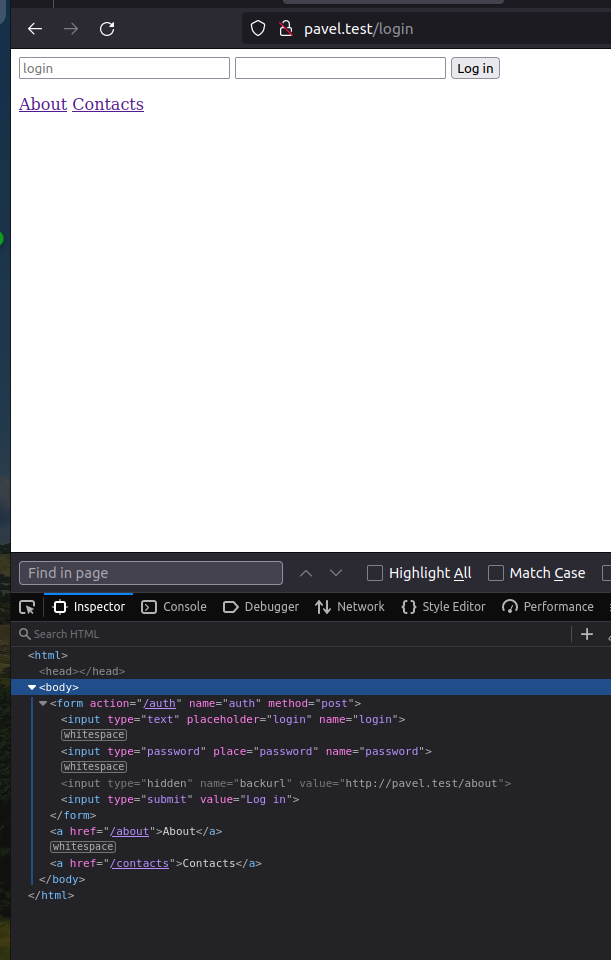 pavel.test/login
login Log in
About Contacts
Find in page Highlight All Match Case
Inspector Console Debugger Network Style Editor Performance
Search HTML
<html>
<head></head>
<body>
<form action="/auth" name="auth" method="post">
<input type="text" placeholder="login" name="login">
whitespace
<input type="password" place="password" name="password">
whitespace
<input type="hidden" name="backurl" value="http://pavel.test/about">
<input type="submit" value="Log in">
</form>
<a href="/about">About</a>
whitespace
<a href="/contacts">Contacts</a>
</body>
</html>